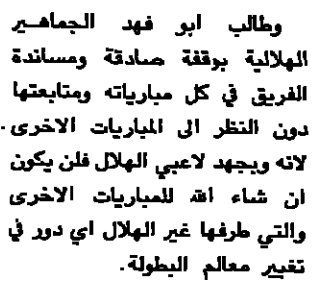 وطالب ابو فهد الجماهير
الهلالية بوقفة صادقة ومساندة
الفريق في كل مبارياته ومتابعتها
دون النظر الى المباريات الاخرى.
لانه وبجهد لاعبي الهلال فلن يكون
ان شاء الله للمباريات الاخرى
والتي طرفها غير الهلال اي دور في
تغيير معالم البطولة.